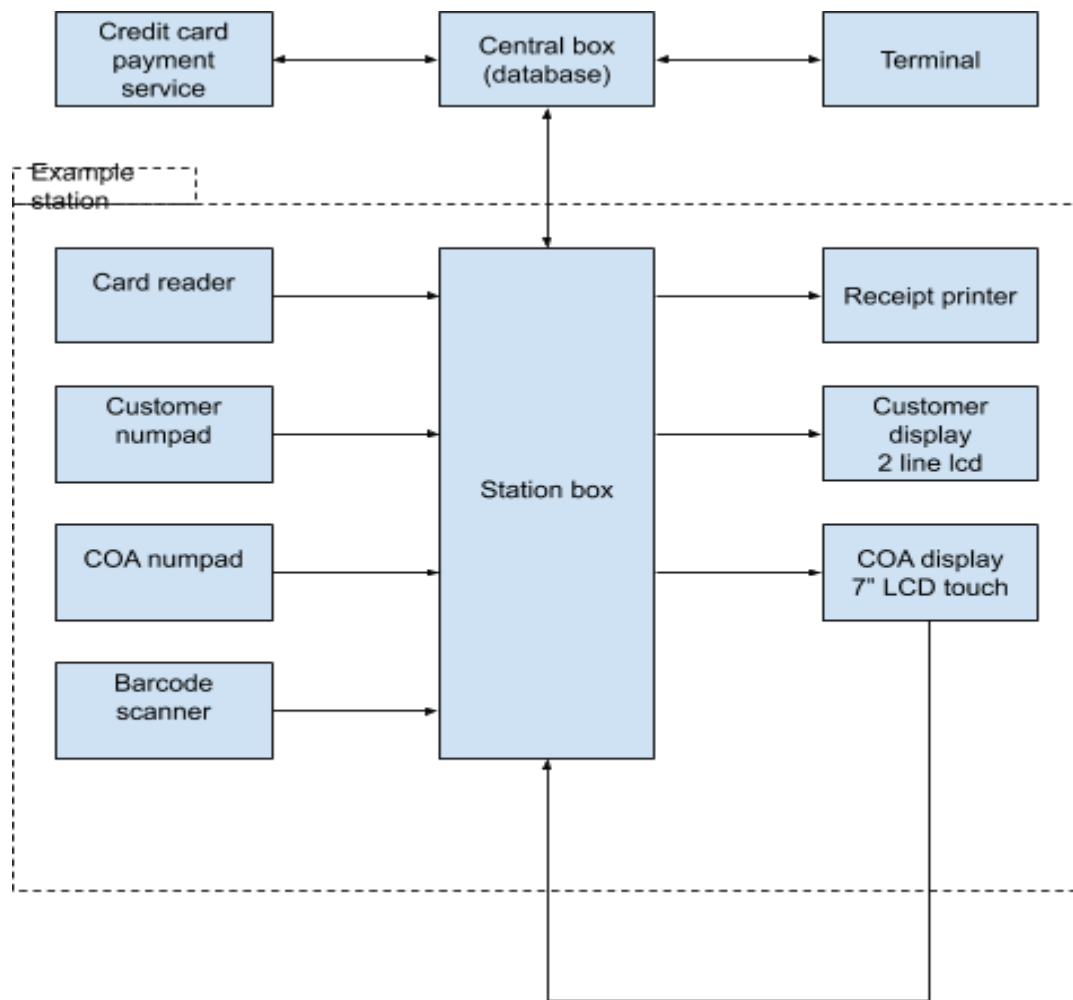 Credit card
payment
service
Central box
(database)
Terminal
Example
station
Card reader
Receipt printer
Customer
numpad
Customer
display
2 line lcd
Station box
COA numpad
COA display
7" LCD touch
Barcode
scanner